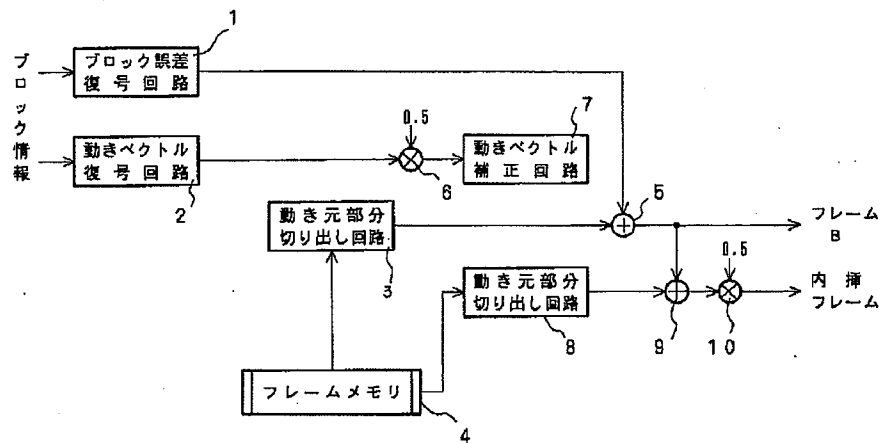 ブロック情報
1
ブロック誤差
復号回路
動きベクトル
復号回路
2
0.5
6
7
動きベクトル
補正回路
動き元部分
切り出し回路
3
5
フレーム
B
動き元部分
切り出し回路
8
9
0.5
10
内挿
フレーム
フレームメモリ
4